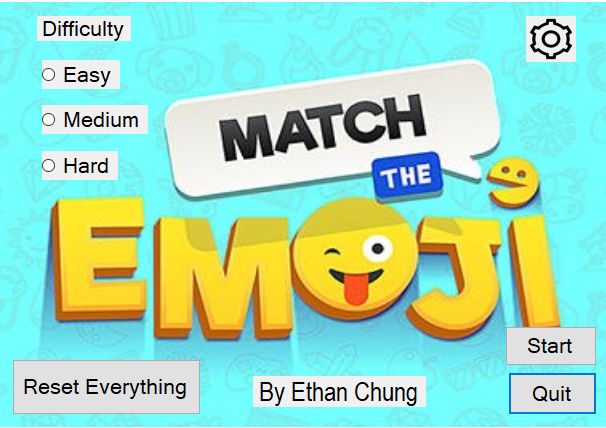 Difficulty
Easy
Medium
Hard
MATCH
THE
EMOJI
Start
Reset Everything
By Ethan Chung
Quit